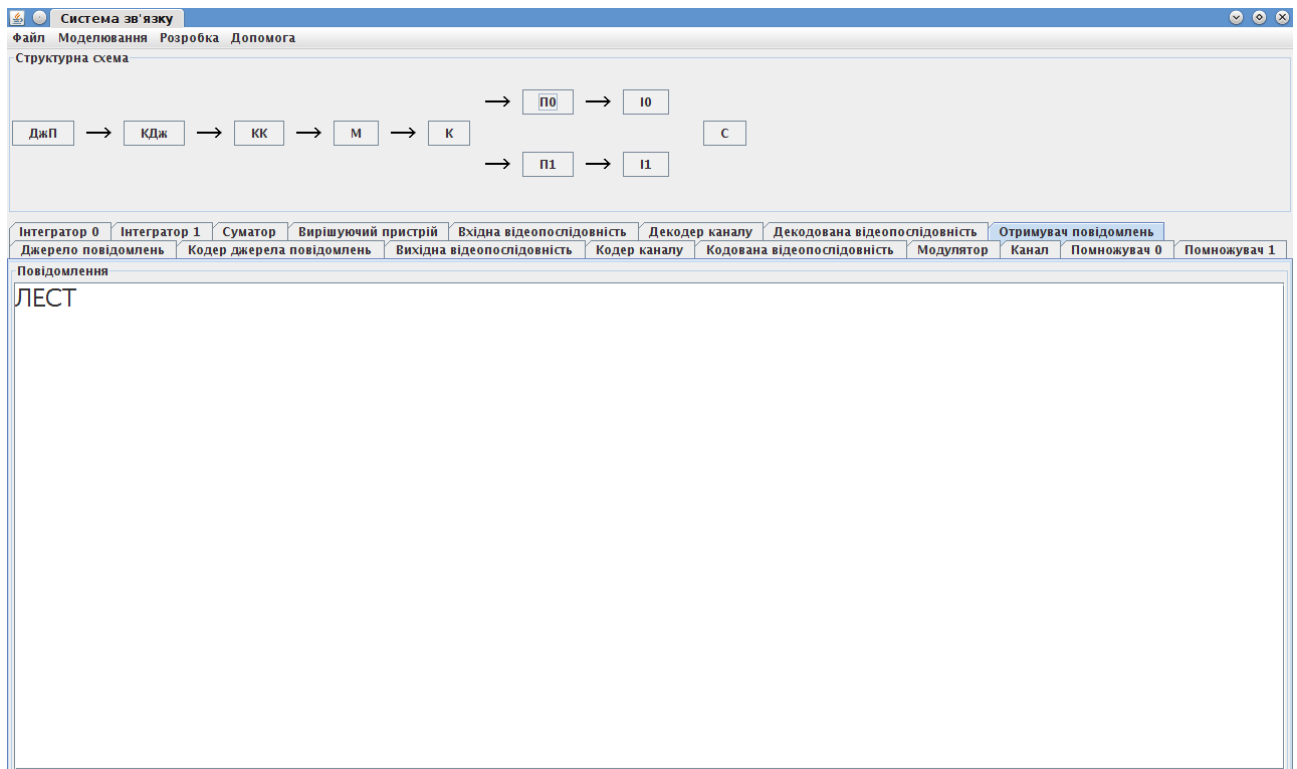 Система зв'язку
Файл Моделювання Розробка Допомога
Структурна схема
П0 І0
ДжП КДж КК М К С
П1 І1
Інтегратор 0 Інтегратор 1 Суматор Вирішуючий пристрій Вхідна відеопослідовність Декодер каналу Декодована відеопослідовність Отримувач повідомлень
Джерело повідомлень Кодер джерела повідомлень Вихідна відеопослідовність Кодер каналу Кодована відеопослідовність Модулятор Канал Помножувач 0 Помножувач 1
Повідомлення
ЛЕСТ